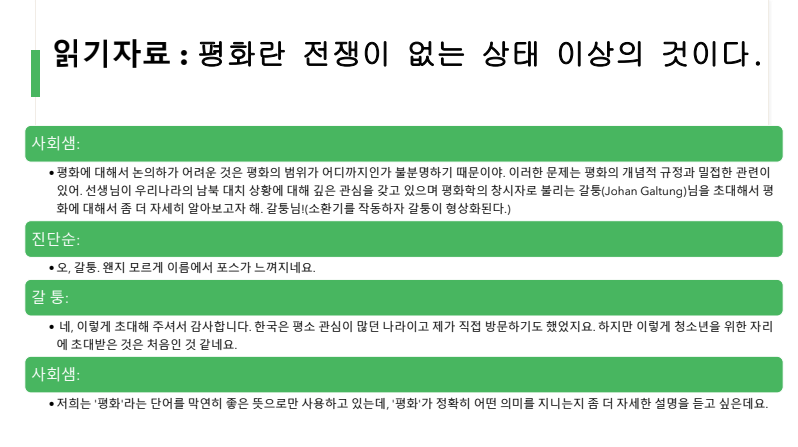 읽기자료 : 평화란 전쟁이 없는 상태 이상의 것이다.
사회샘:
• 평화에 대해서 논의하가 어려운 것은 평화의 범위가 어디까지인가 불분명하기 때문이야. 이러한 문제는 평화의 개념적 규정과 밀접한 관련이
있어. 선생님이 우리나라의 남북 대치 상황에 대해 깊은 관심을 갖고 있으며 평화학의 창시자로 불리는 갈퉁(Johan Galtung)님을 초대해서 평
화에 대해서 좀 더 자세히 알아보고자 해. 갈퉁님!(소환기를 작동하자 갈퉁이 형상화된다.)
진단순:
• 오, 갈퉁. 왠지 모르게 이름에서 포스가 느껴지네요.
갈 퉁:
• 네, 이렇게 초대해 주셔서 감사합니다. 한국은 평소 관심이 많던 나라이고 제가 직접 방문하기도 했었지요. 하지만 이렇게 청소년을 위한 자리
에 초대받은 것은 처음인 것 같네요.
사회샘:
• 저희는 '평화'라는 단어를 막연히 좋은 뜻으로만 사용하고 있는데, '평화'가 정확히 어떤 의미를 지니는지 좀 더 자세한 설명을 듣고 싶은데요.